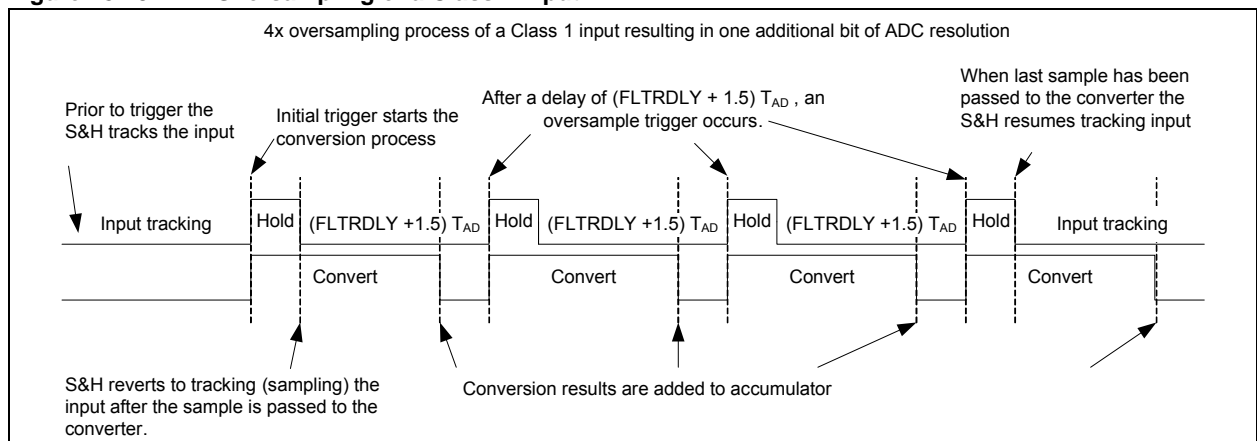 4x oversampling process of a Class 1 input resulting in one additional bit of ADC resolution
Prior to trigger the
S&H tracks the input
Initial trigger starts the
conversion process
After a delay of (FLTRDLY + 1.5) TAD , an
oversample trigger occurs.
When last sample has been
passed to the converter the
S&H resumes tracking input
Input tracking
Hold
(FLTRDLY +1.5) TAD
Hold
(FLTRDLY +1.5) TAD
Hold
(FLTRDLY +1.5) TAD
Hold
Input tracking
Convert
Convert
Convert
Convert
S&H reverts to tracking (sampling) the
input after the sample is passed to the
converter.
Conversion results are added to accumulator